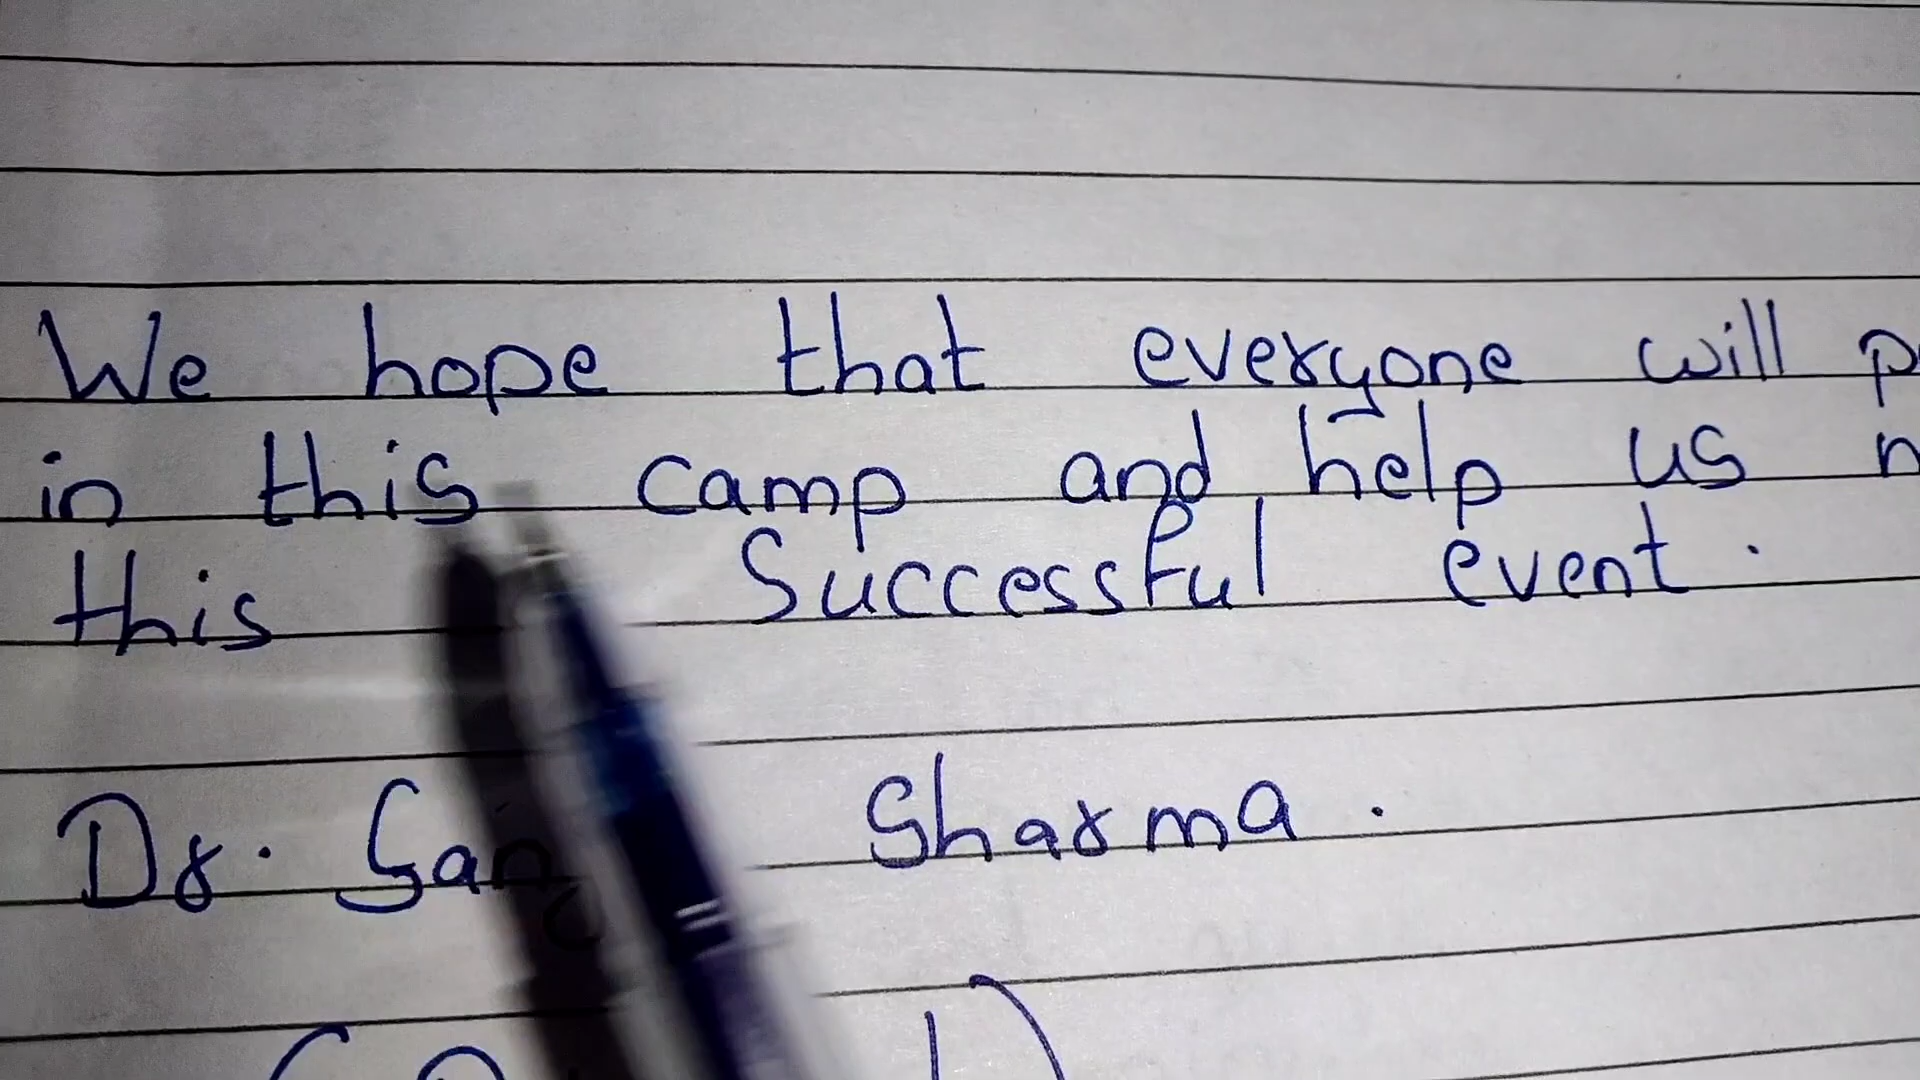 We hope that everyone will
in this camp and help us
this Successful event.
Dr. Sharma.